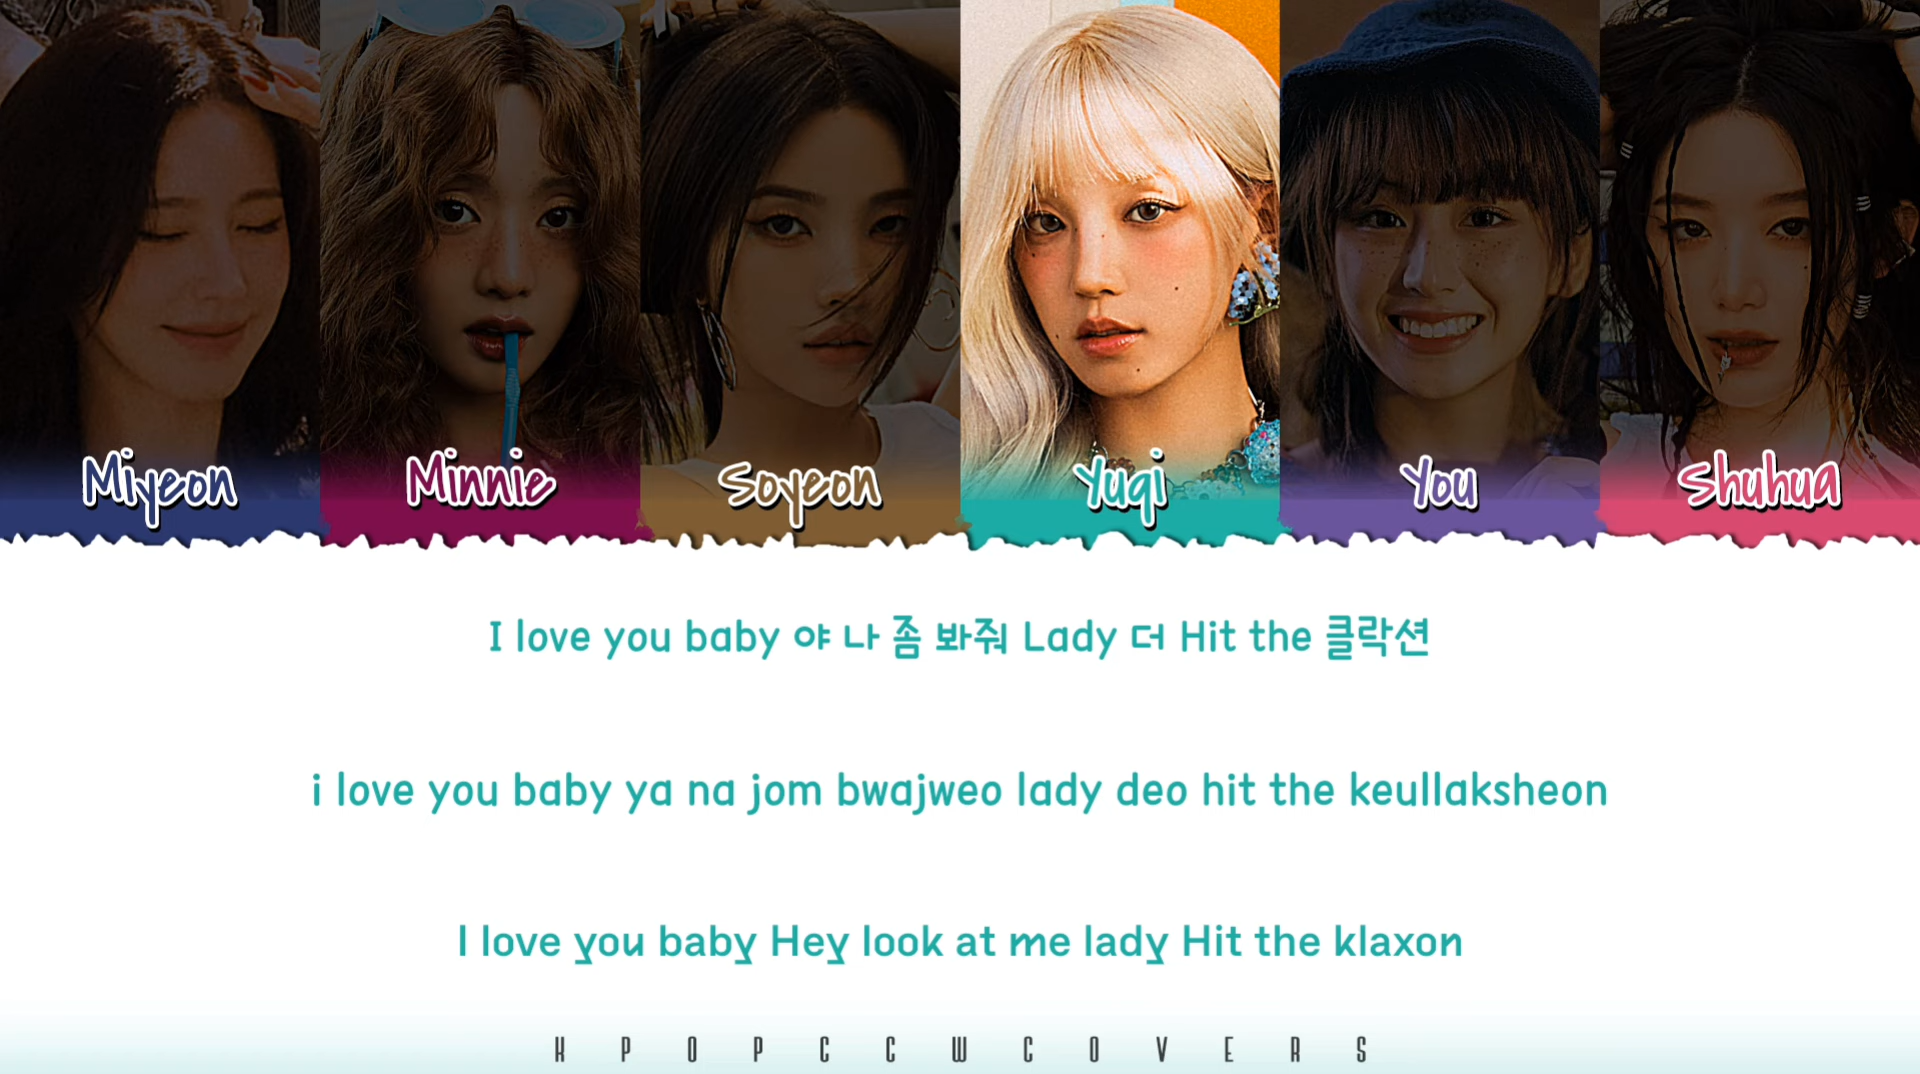 Miyeon
Minnie
Soyeon
Yuqi
You
Shuhua
I love you baby 야 나 좀 봐줘 Lady 더 Hit the 클락션
i love you baby ya na jom bwajweo lady deo hit the keullaksheon
I love you baby Hey look at me lady Hit the klaxon
KPOPCCWCOVERS